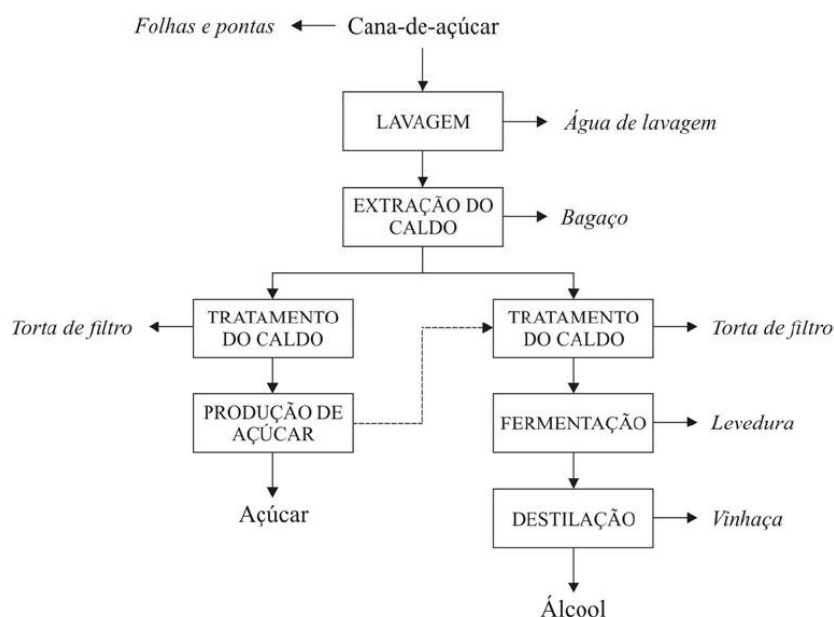 Folhas e pontas
Cana-de-açúcar
LAVAGEM
Água de lavagem
EXTRAÇÃO DO
CALDO
Bagaço
Torta de filtro
TRATAMENTO
DO CALDO
TRATAMENTO
DO CALDO
Torta de filtro
PRODUÇÃO DE
AÇÚCAR
FERMENTAÇÃO
Levedura
Açúcar
DESTILAÇÃO
Vinhaça
Álcool